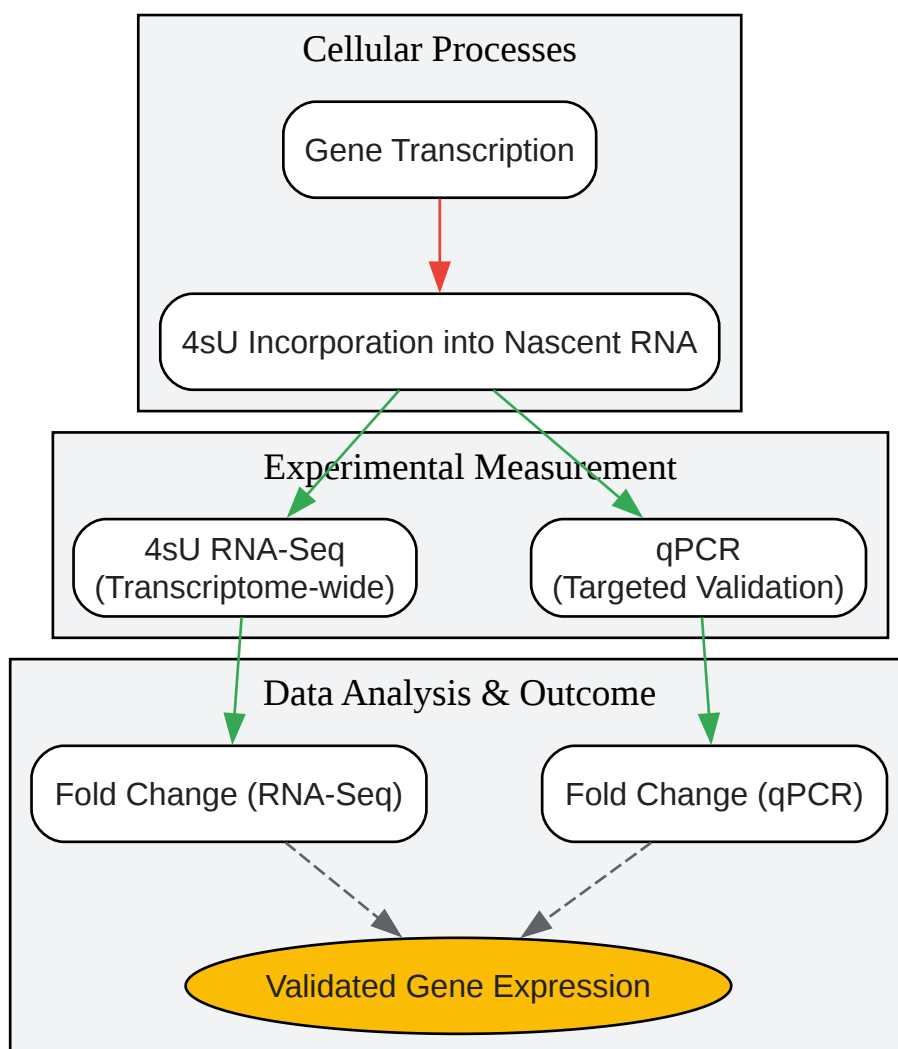 Cellular Processes
Gene Transcription
4sU Incorporation into Nascent RNA
Experimental Measurement
4sU RNA-Seq
(Transcriptome-wide)
qPCR
(Targeted Validation)
Data Analysis & Outcome
Fold Change (RNA-Seq)
Fold Change (qPCR)
Validated Gene Expression